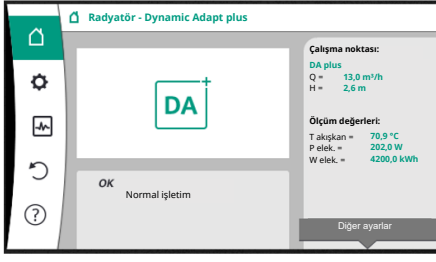 Radyatör - Dynamic Adapt plus
DA+
OK
Normal işletim
Çalışma noktası:
DA plus
Q = 13,0 m³/h
H = 2,6 m
Ölçüm değerleri:
T akışkan = 70,9 °C
P elek. = 202,0 W
W elek. = 4200,0 kWh
Diğer ayarlar
?